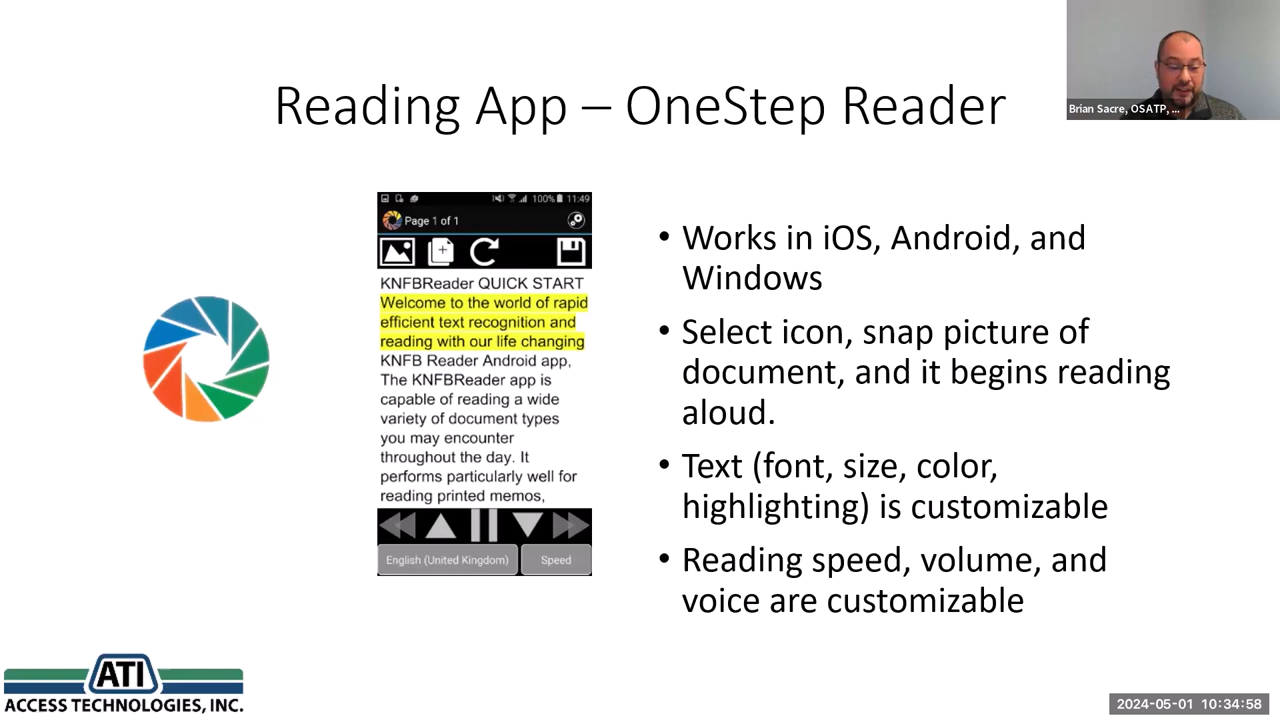 Reading App – OneStep Reader
Brian Sacre, OSATP, ...
100% 11:49
Page 1 of 1
KNFBReader QUICK START
Welcome to the world of rapid
efficient text recognition and
reading with our life changing
KNFB Reader Android app,
The KNFBReader app is
capable of reading a wide
variety of document types
you may encounter
throughout the day. It
performs particularly well for
reading printed memos,
English (United Kingdom) Speed
• Works in iOS, Android, and
Windows
• Select icon, snap picture of
document, and it begins reading
aloud.
• Text (font, size, color,
highlighting) is customizable
• Reading speed, volume, and
voice are customizable
ATI
ACCESS TECHNOLOGIES, INC.
2024-05-01 10:34:58